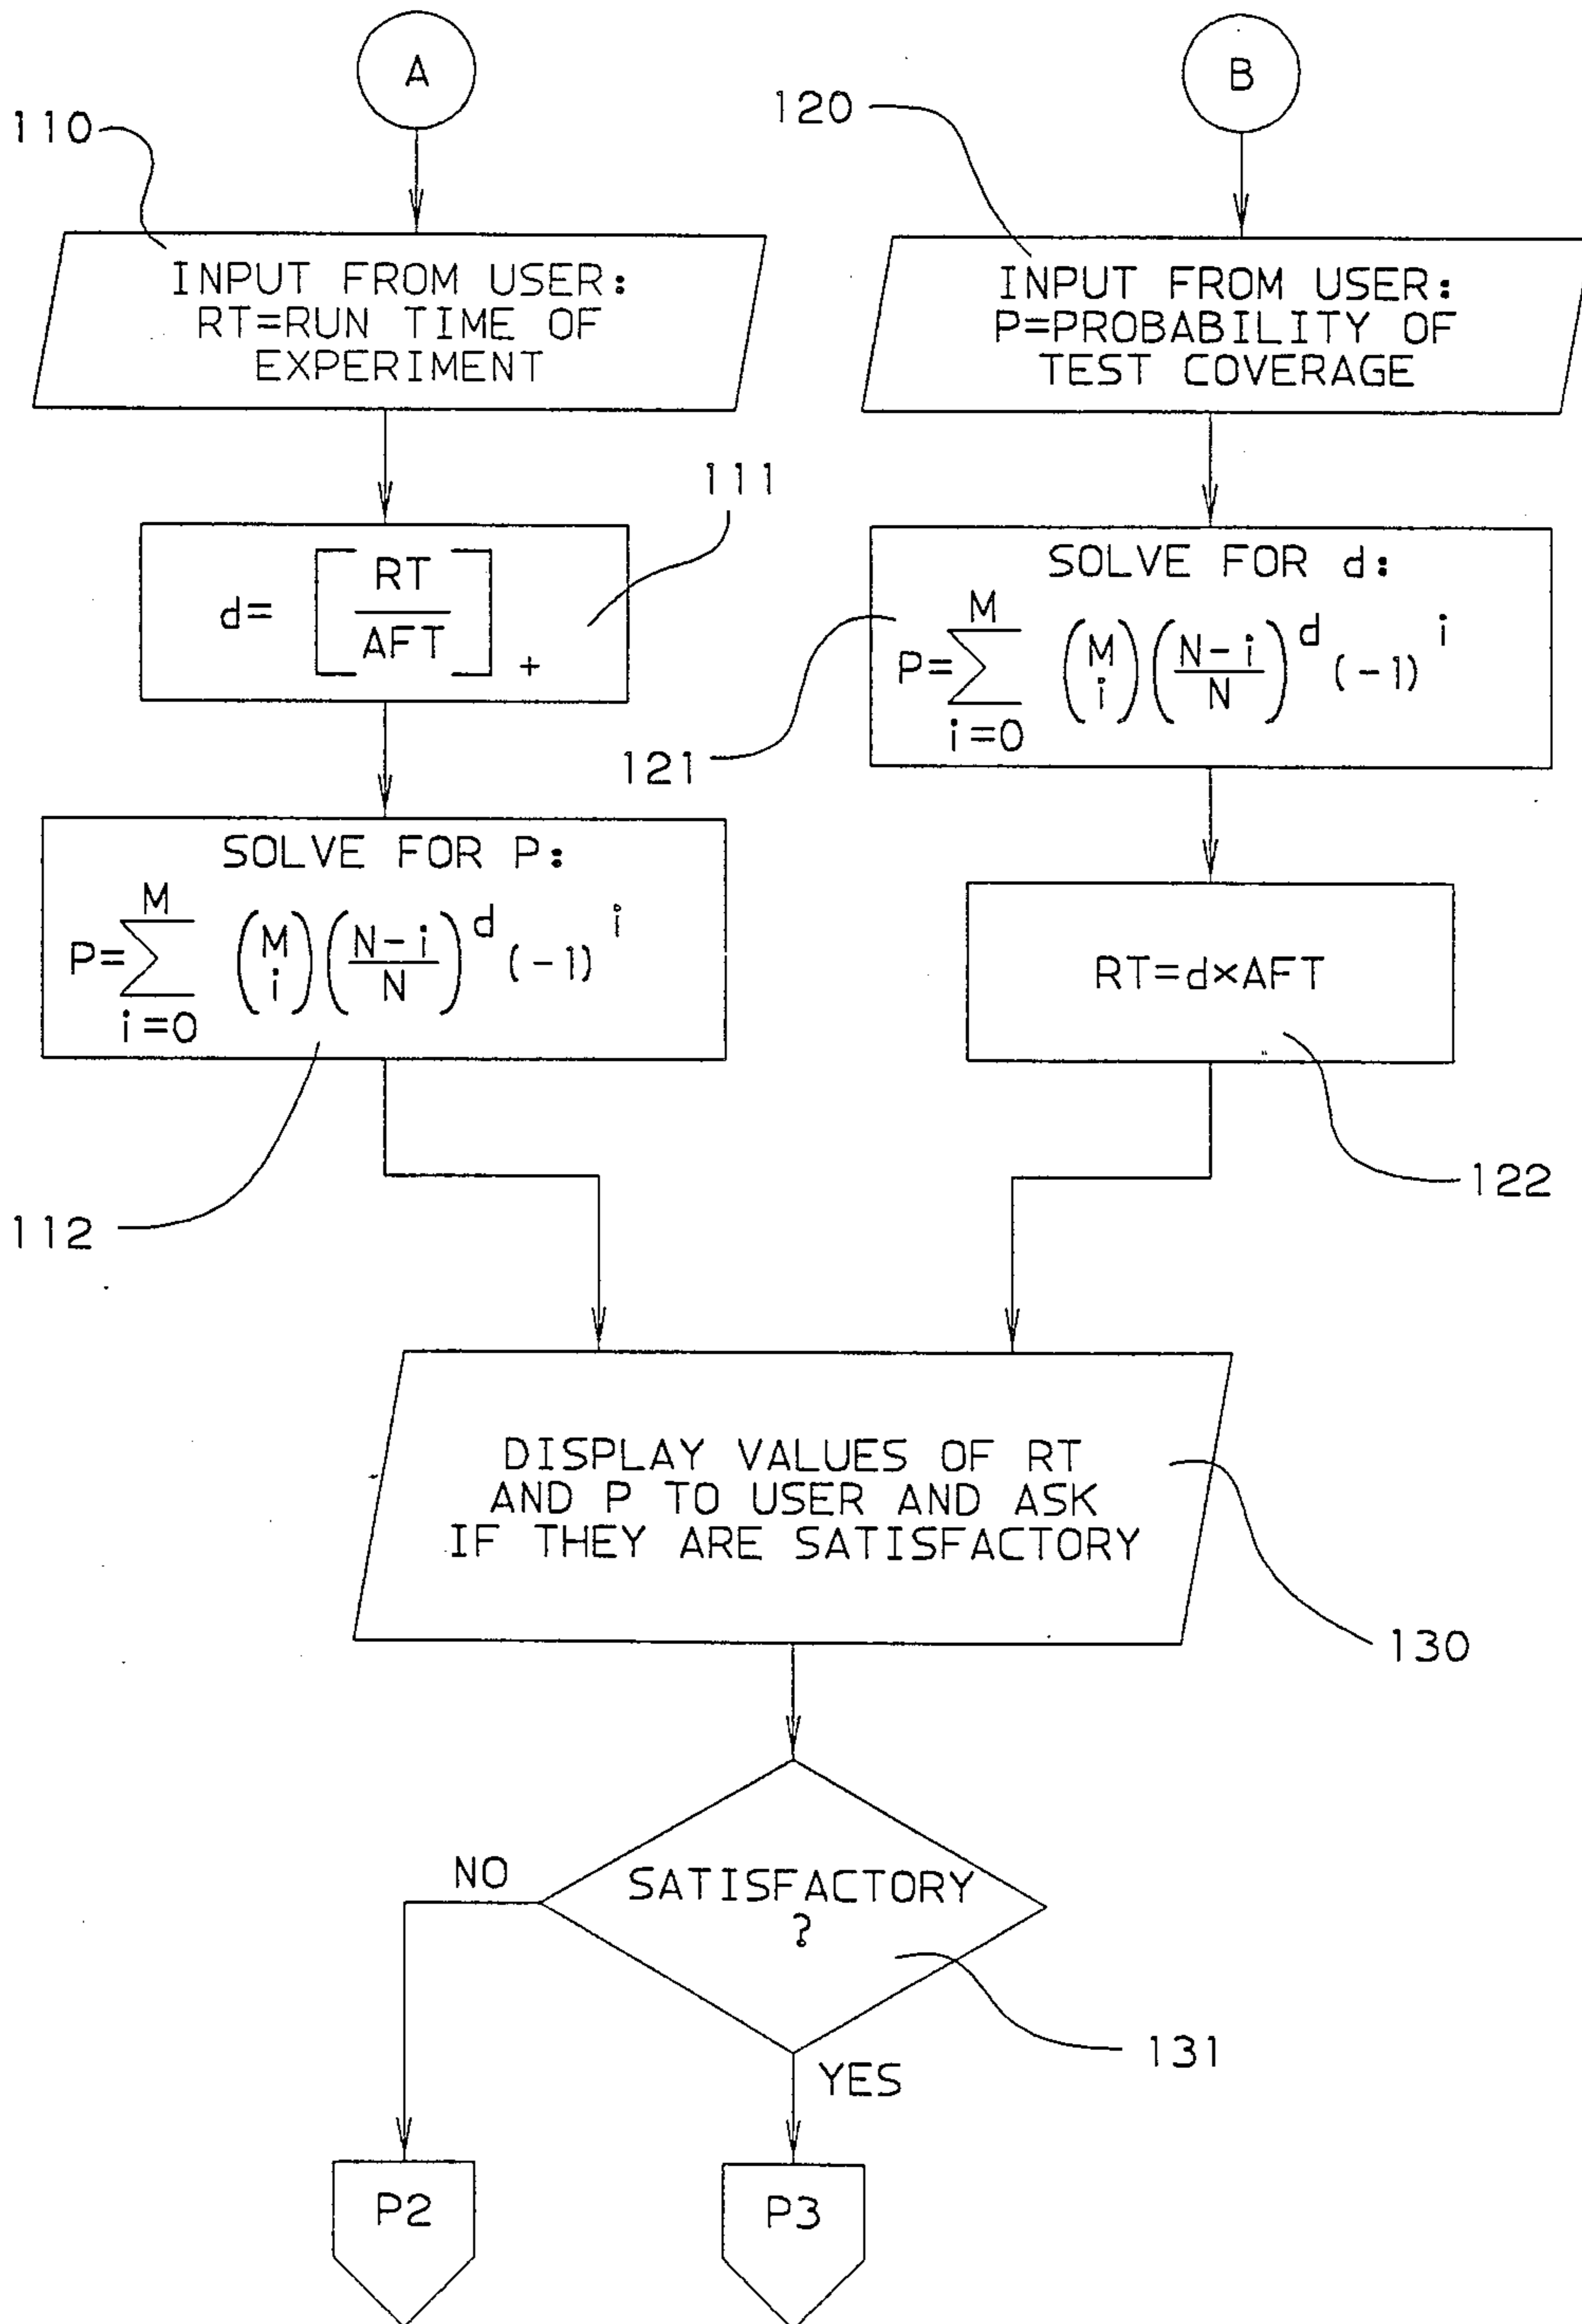 A
110
INPUT FROM USER:
RT=RUN TIME OF
EXPERIMENT
111
d= [RT/AFT] +
SOLVE FOR P:
P=∑_{i=0}^{M} (M i) ((N-i)/N)^d (-1)^i
112
B
120
INPUT FROM USER:
P=PROBABILITY OF
TEST COVERAGE
SOLVE FOR d:
P=∑_{i=0}^{M} (M i) ((N-i)/N)^d (-1)^i
121
RT=d×AFT
122
DISPLAY VALUES OF RT
AND P TO USER AND ASK
IF THEY ARE SATISFACTORY
130
NO
SATISFACTORY
?
131
YES
P2
P3